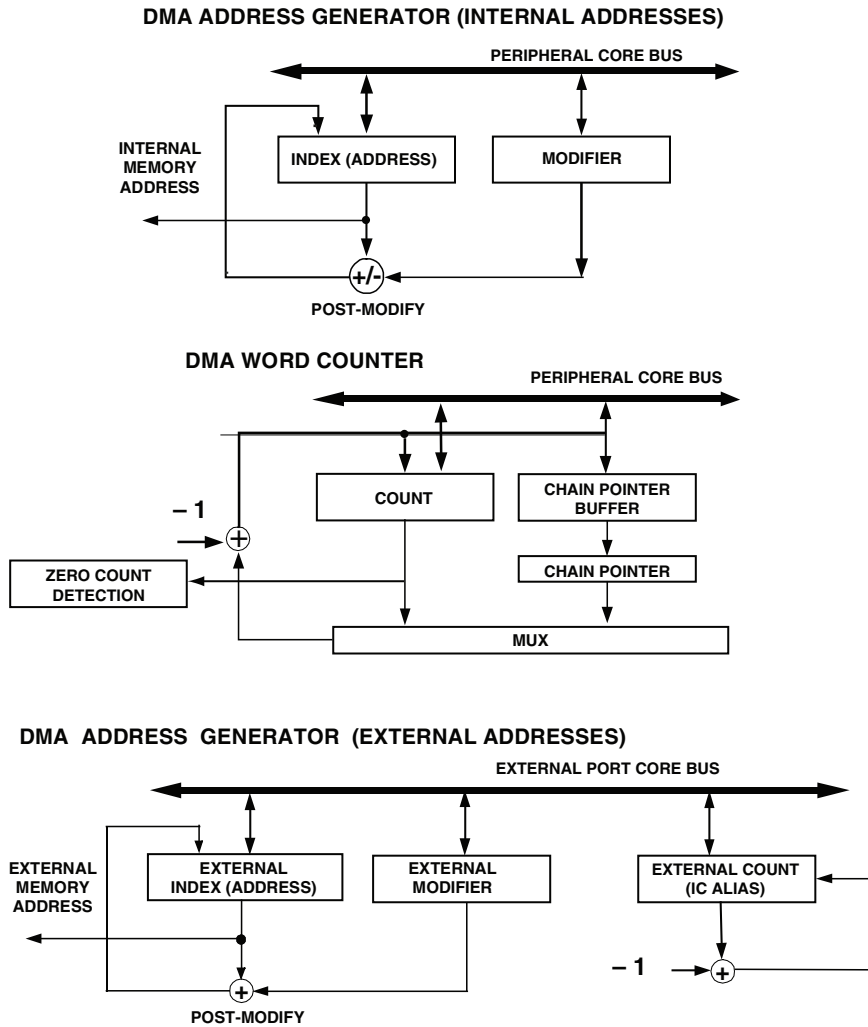 DMA ADDRESS GENERATOR (INTERNAL ADDRESSES)
PERIPHERAL CORE BUS
INTERNAL
MEMORY
ADDRESS
INDEX (ADDRESS)
MODIFIER
+/-
POST-MODIFY
DMA WORD COUNTER
PERIPHERAL CORE BUS
COUNT
CHAIN POINTER
BUFFER
– 1
+
ZERO COUNT
DETECTION
CHAIN POINTER
MUX
DMA ADDRESS GENERATOR (EXTERNAL ADDRESSES)
EXTERNAL PORT CORE BUS
EXTERNAL
MEMORY
ADDRESS
EXTERNAL
INDEX (ADDRESS)
EXTERNAL
MODIFIER
EXTERNAL COUNT
(IC ALIAS)
– 1
+
+
POST-MODIFY